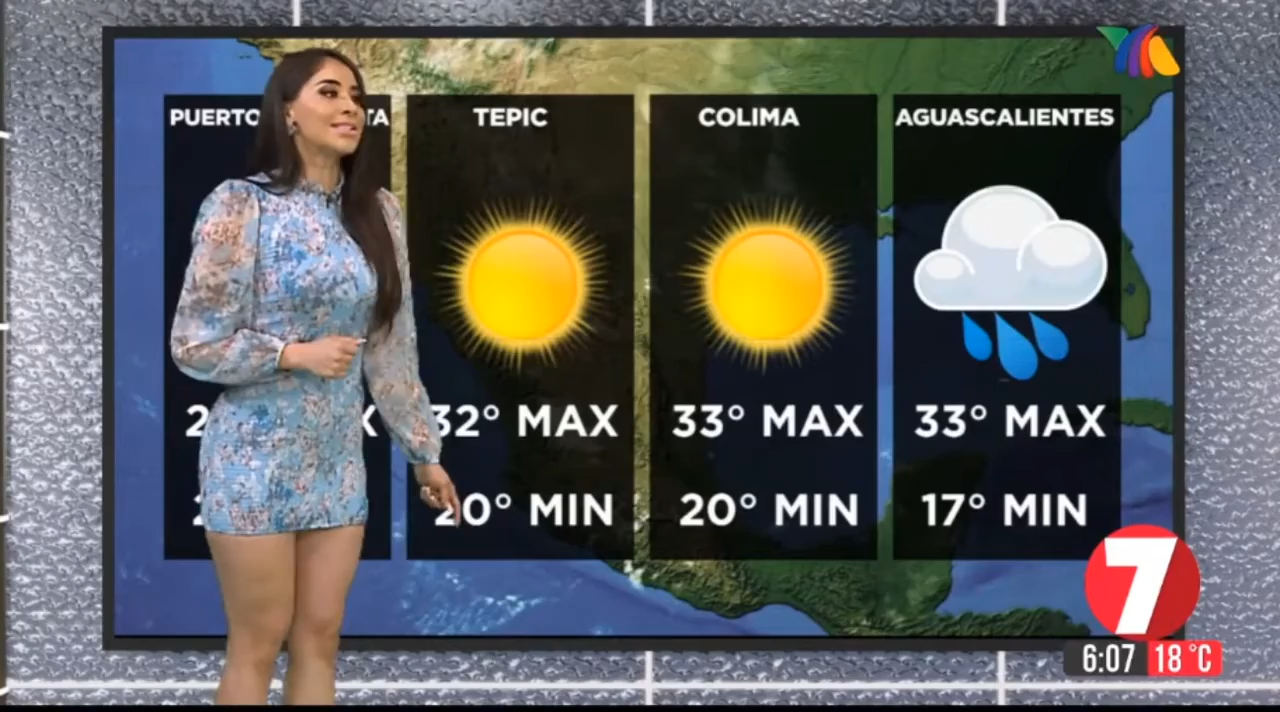 PUERTO
TEPIC
COLIMA
AGUASCALIENTES
32° MAX
33° MAX
33° MAX
20° MIN
20° MIN
17° MIN
7
6:07 18 °C